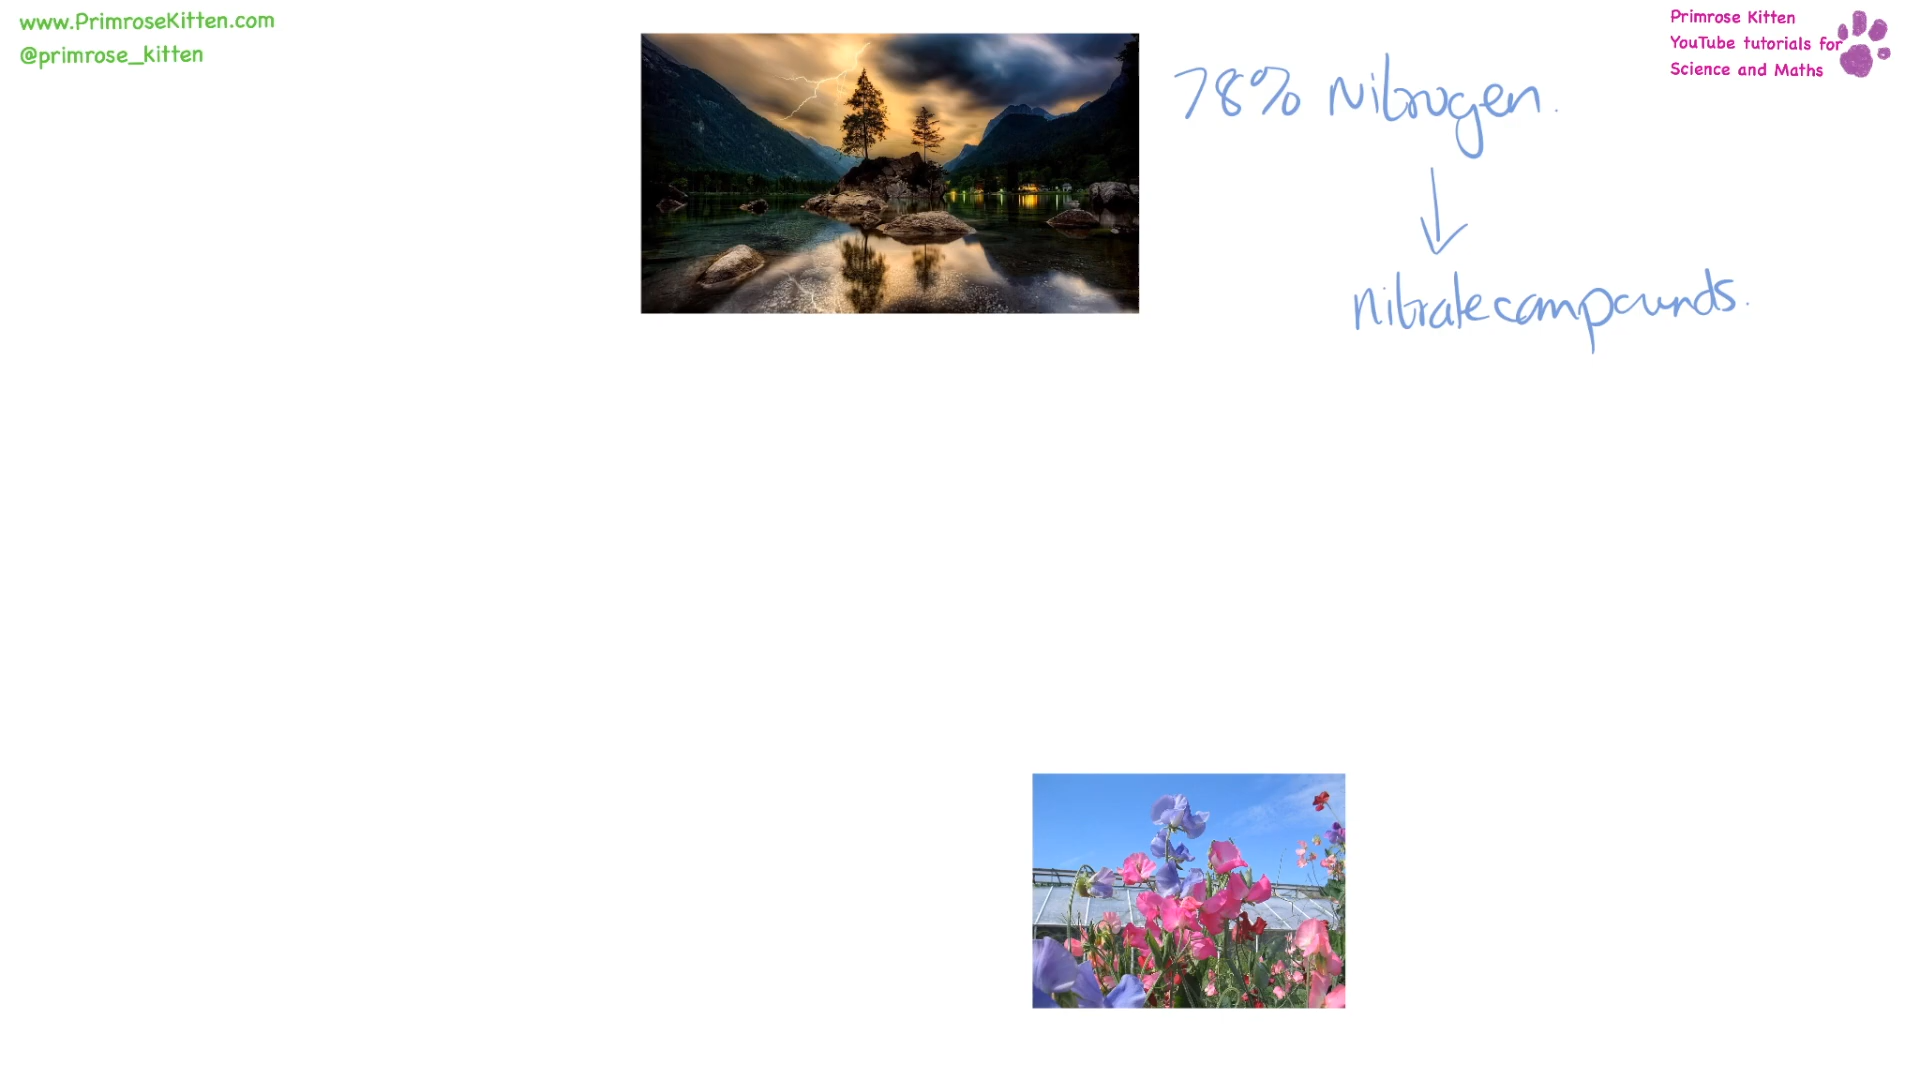 www.PrimroseKitten.com
@primrose_kitten
Primrose Kitten
YouTube tutorials for
Science and Maths
78% Nitrogen.
nitrate compounds.